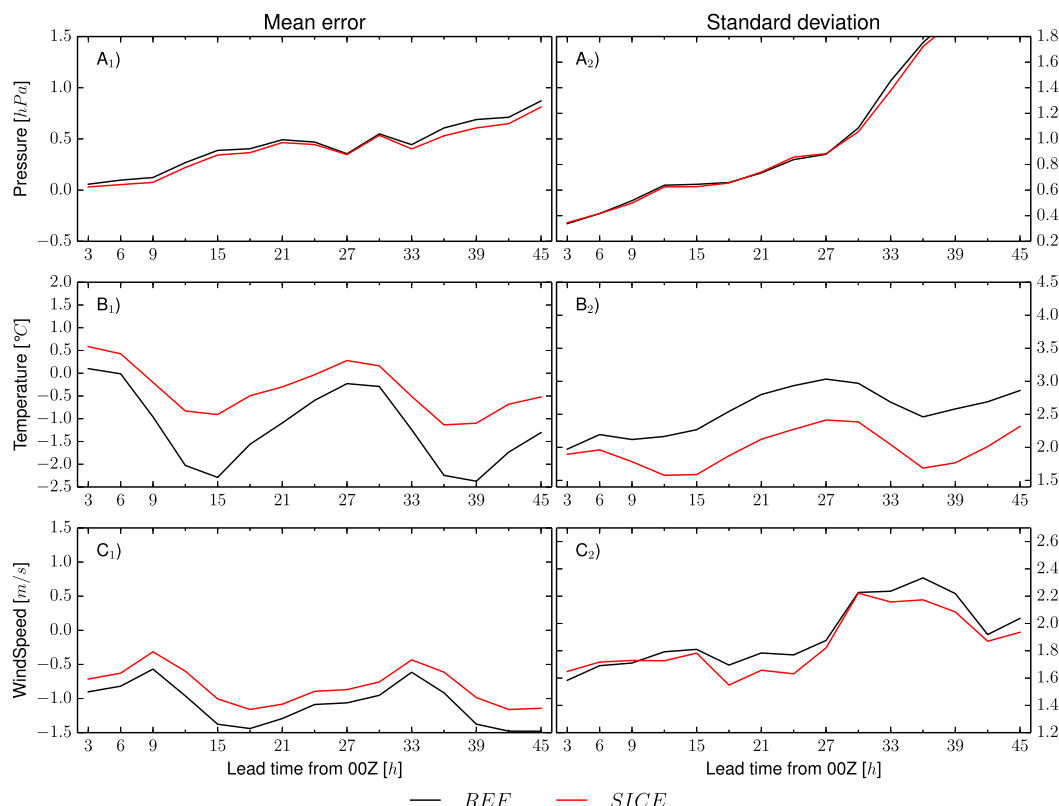 Mean error Standard deviation
A₁) A₂)
Pressure [hPa]
1.5 1.0 0.5 0.0 −0.5
1.8 1.6 1.4 1.2 1.0 0.8 0.6 0.4 0.2
3 6 9 15 21 27 33 39 45 3 6 9 15 21 27 33 39 45
B₁) B₂)
Temperature [°C]
2.0 1.5 1.0 0.5 0.0 −0.5 −1.0 −1.5 −2.0 −2.5
4.5 4.0 3.5 3.0 2.5 2.0 1.5
3 6 9 15 21 27 33 39 45 3 6 9 15 21 27 33 39 45
C₁) C₂)
WindSpeed [m/s]
1.5 1.0 0.5 0.0 −0.5 −1.0 −1.5
2.6 2.4 2.2 2.0 1.8 1.6 1.4 1.2
3 6 9 15 21 27 33 39 45 3 6 9 15 21 27 33 39 45
Lead time from 00Z [h] Lead time from 00Z [h]
REF SICE